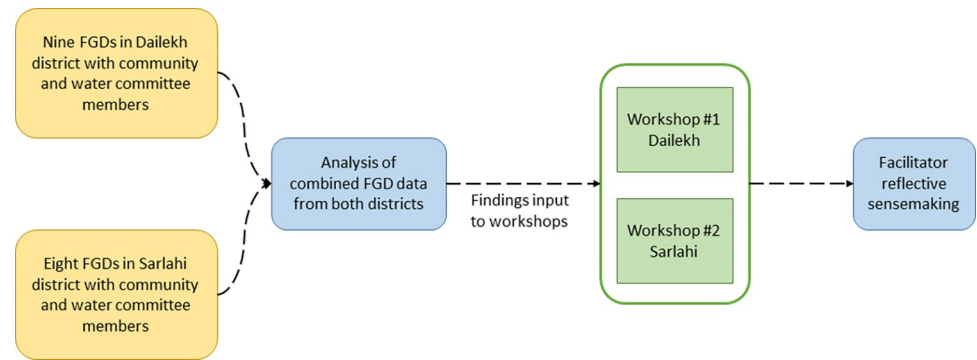 Nine FGDs in Dailekh
district with community
and water committee
members
Eight FGDs in Sarlahi
district with community
and water committee
members
Analysis of
combined FGD data
from both districts
Findings input
to workshops
Workshop #1
Dailekh
Workshop #2
Sarlahi
Facilitator
reflective
sensemaking